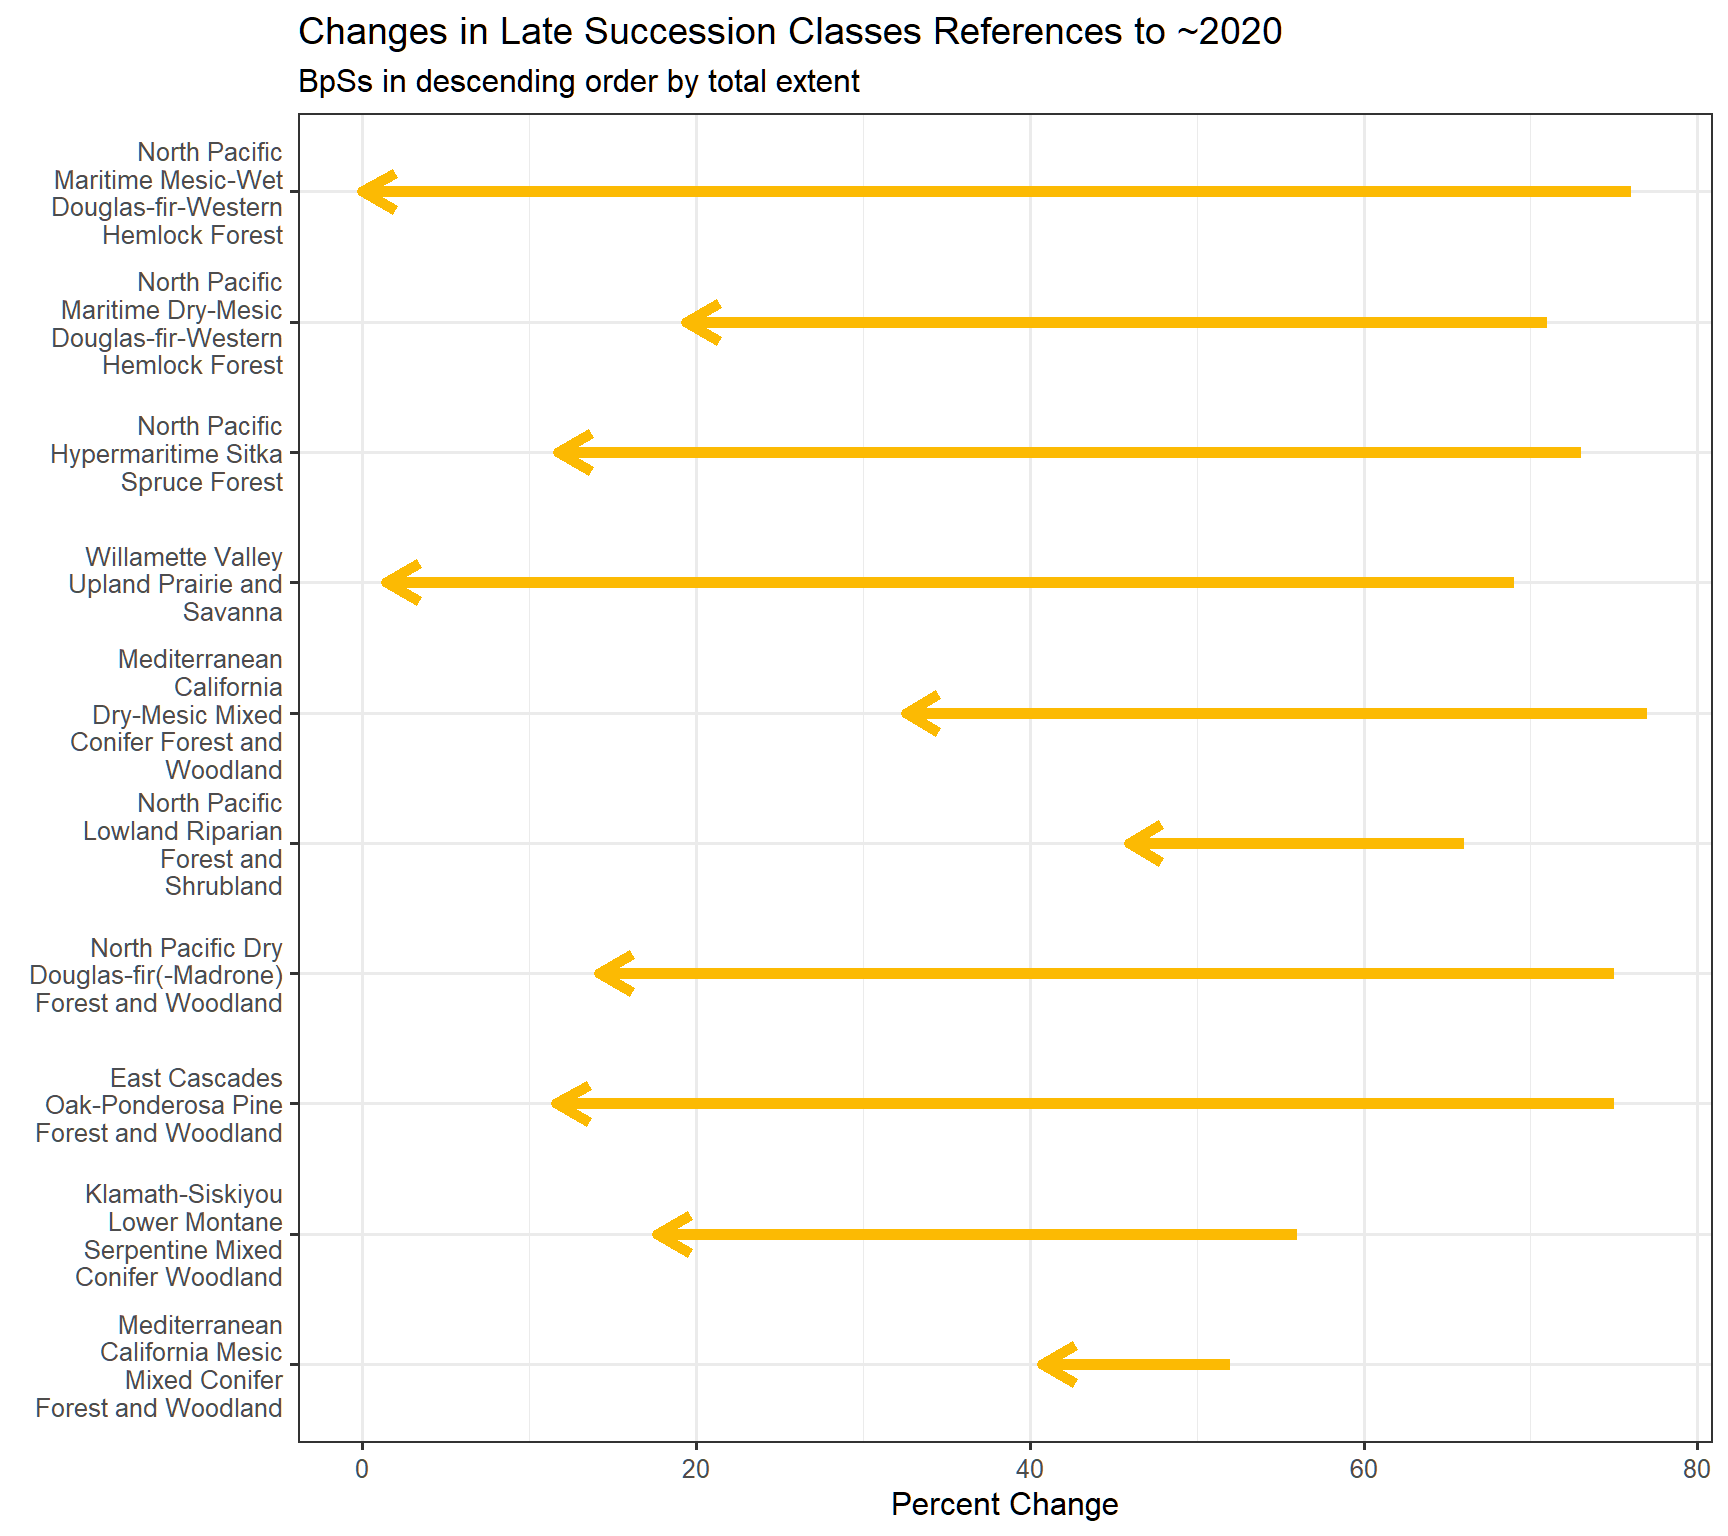 Changes in Late Succession Classes References to ~2020
BpSs in descending order by total extent
North Pacific
Maritime Mesic-Wet
Douglas-fir-Western
Hemlock Forest
North Pacific
Maritime Dry-Mesic
Douglas-fir-Western
Hemlock Forest
North Pacific
Hypermaritime Sitka
Spruce Forest
Willamette Valley
Upland Prairie and
Savanna
Mediterranean
California
Dry-Mesic Mixed
Conifer Forest and
Woodland
North Pacific
Lowland Riparian
Forest and
Shrubland
North Pacific Dry
Douglas-fir(-Madrone)
Forest and Woodland
East Cascades
Oak-Ponderosa Pine
Forest and Woodland
Klamath-Siskiyou
Lower Montane
Serpentine Mixed
Conifer Woodland
Mediterranean
California Mesic
Mixed Conifer
Forest and Woodland
0 20 40 60 80
Percent Change